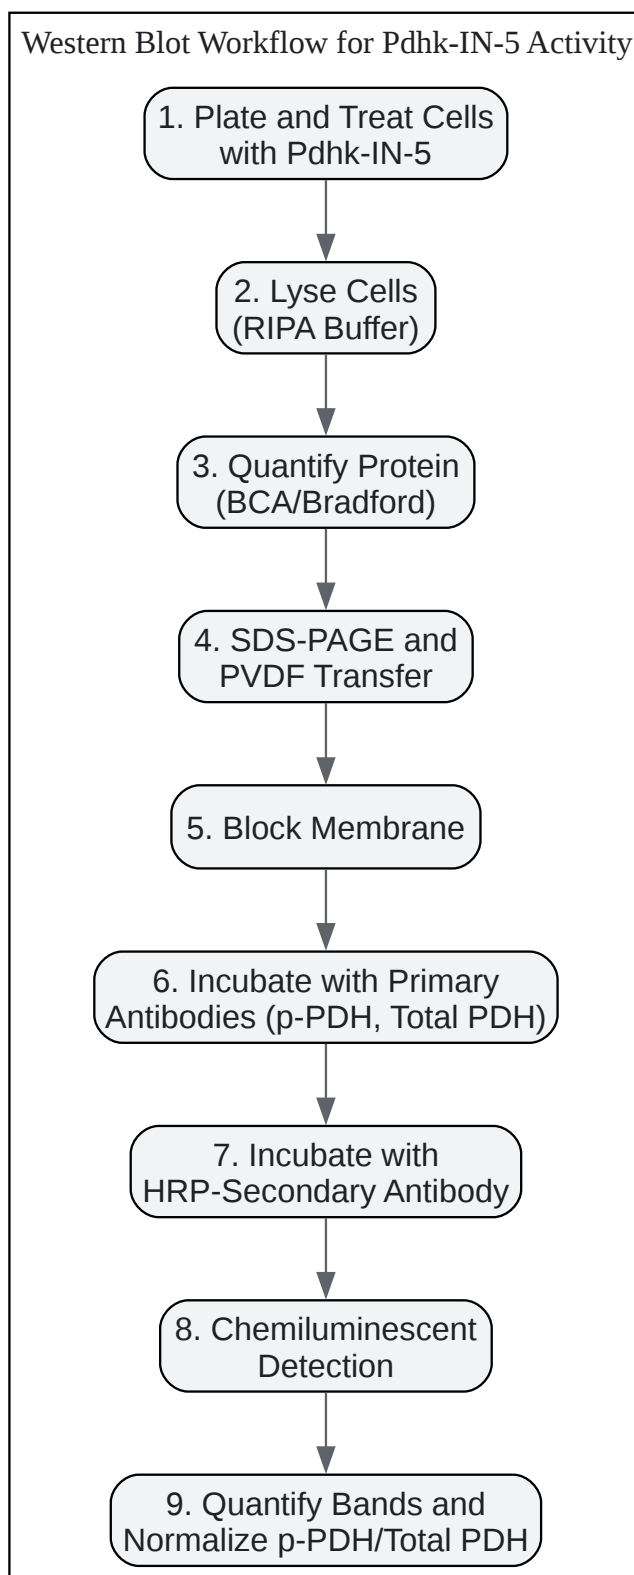 Western Blot Workflow for Pdhk-IN-5 Activity
1. Plate and Treat Cells
with Pdhk-IN-5
2. Lyse Cells
(RIPA Buffer)
3. Quantify Protein
(BCA/Bradford)
4. SDS-PAGE and
PVDF Transfer
5. Block Membrane
6. Incubate with Primary
Antibodies (p-PDH, Total PDH)
7. Incubate with
HRP-Secondary Antibody
8. Chemiluminescent
Detection
9. Quantify Bands and
Normalize p-PDH/Total PDH